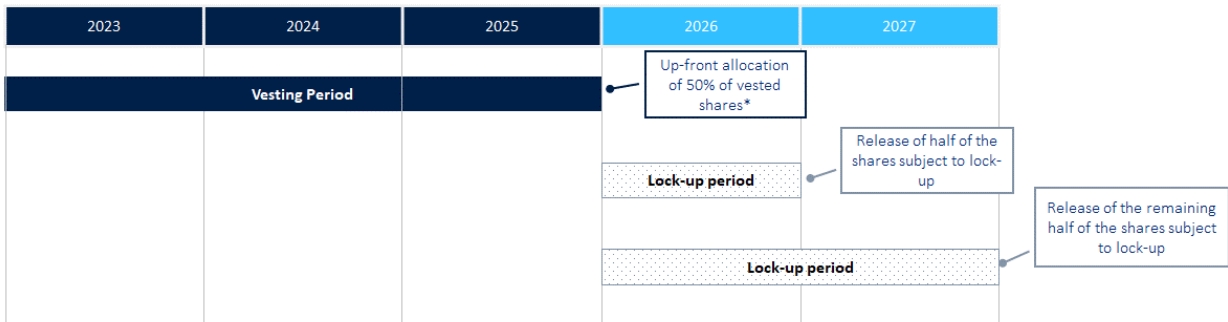 2023
2024
2025
2026
2027
Vesting Period
Up-front allocation
of 50% of vested
shares*
Lock-up period
Release of half of the
shares subject to lock-
up
Lock-up period
Release of the remaining
half of the shares subject
to lock-up